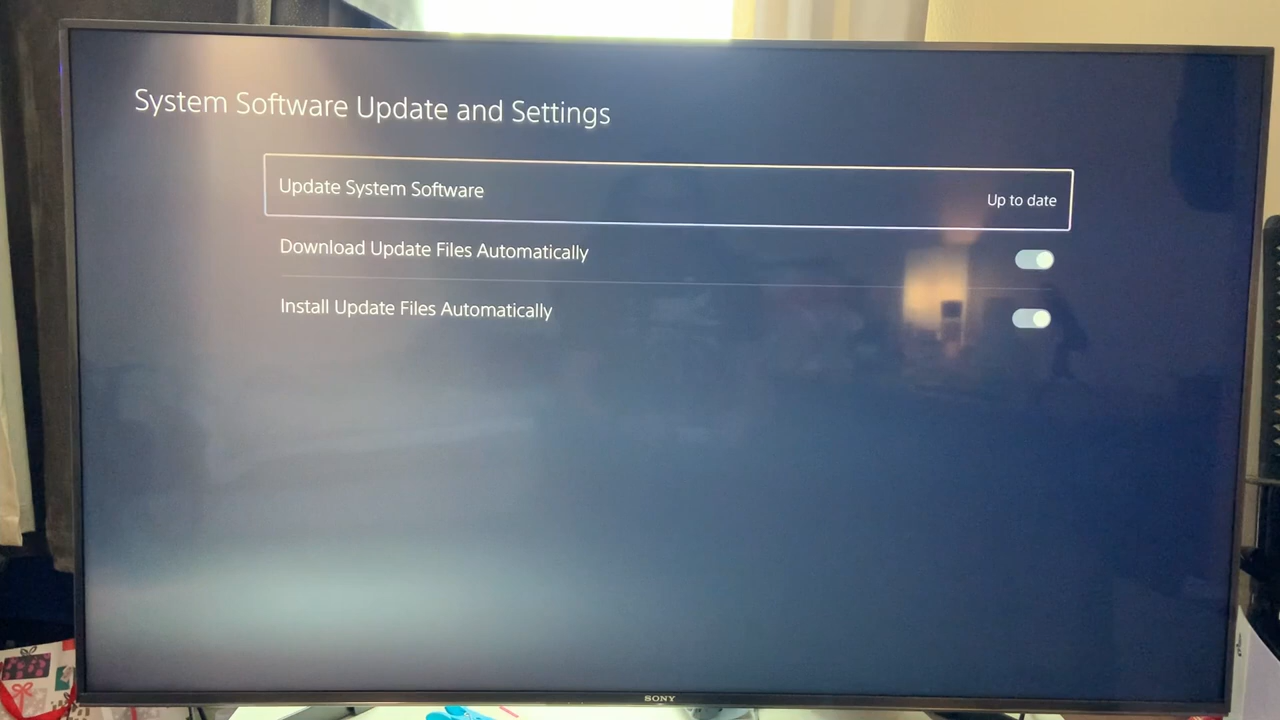 System Software Update and Settings
Update System Software
Up to date
Download Update Files Automatically
Install Update Files Automatically
SONY